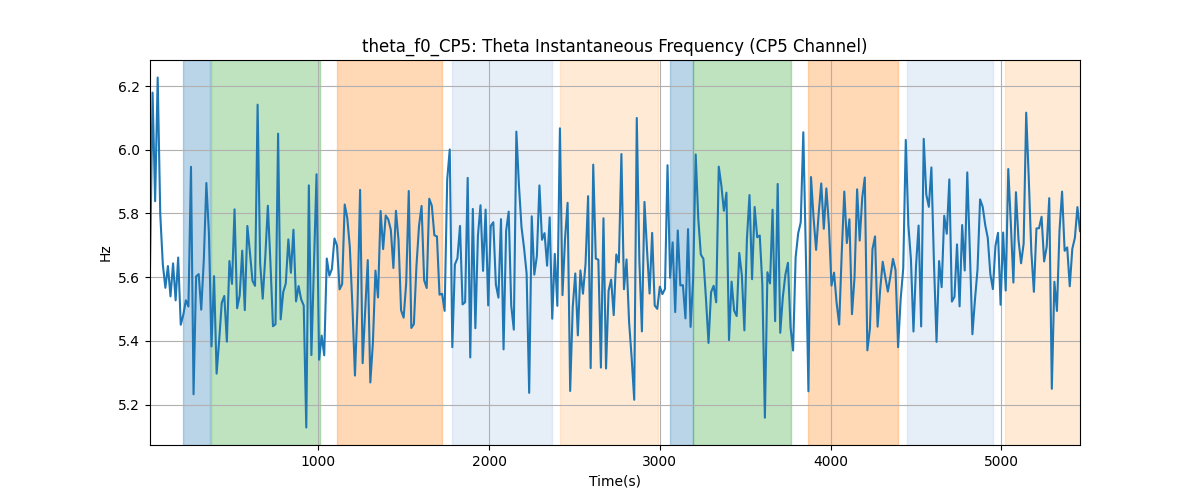 theta_f0_CP5: Theta Instantaneous Frequency (CP5 Channel)
6.2
6.0
5.8
5.6
5.4
5.2
Hz
1000 2000 3000 4000 5000
Time(s)